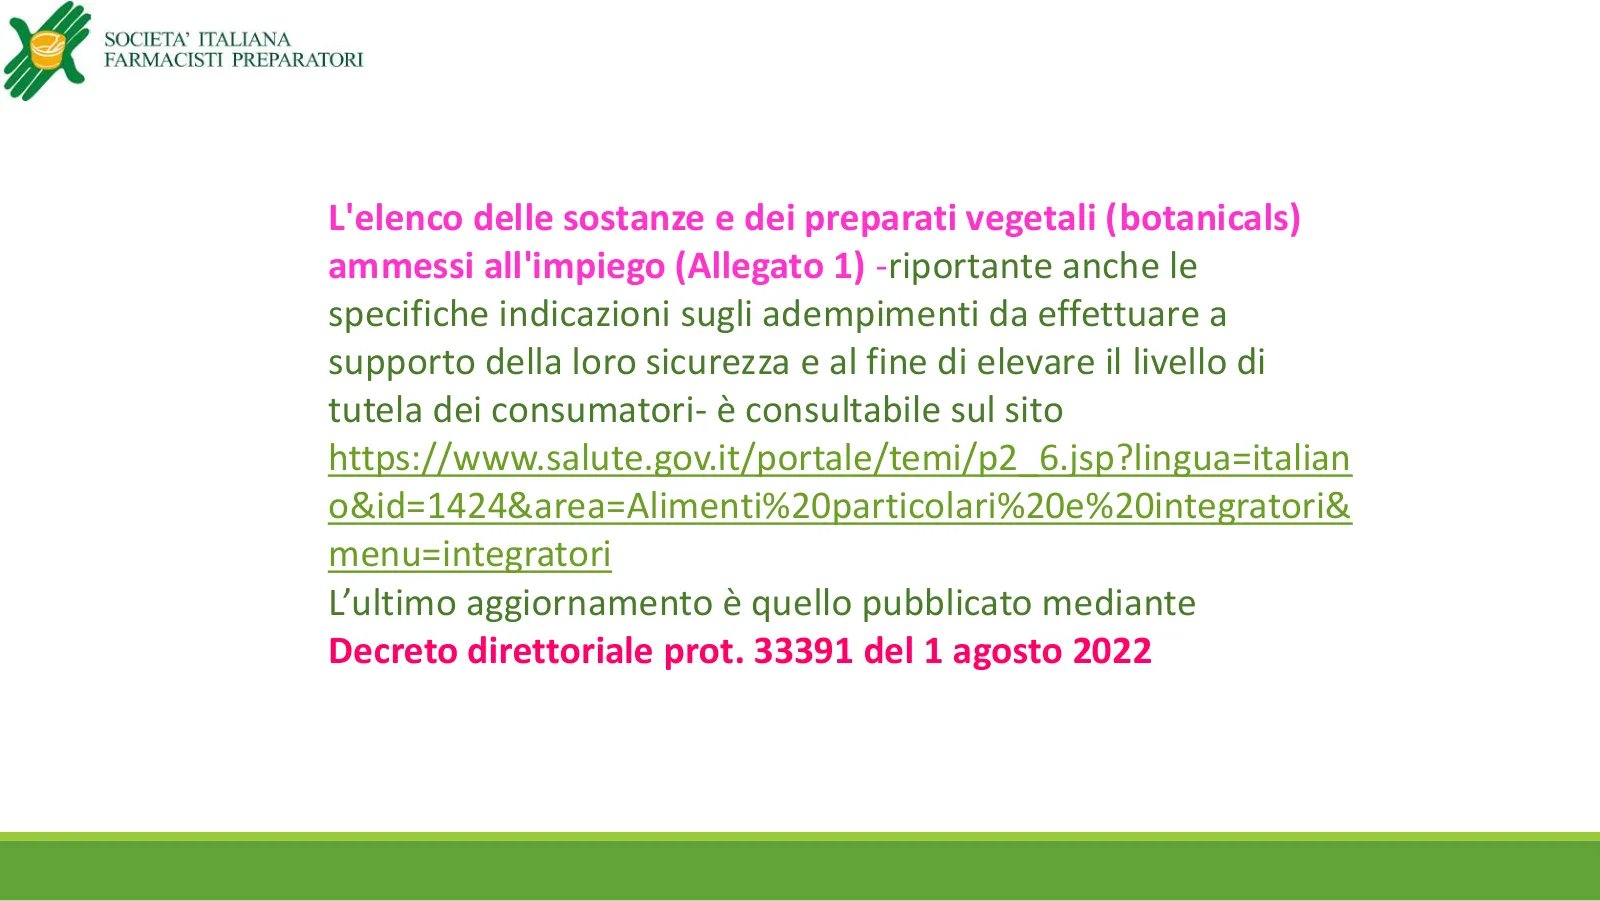 SOCIETA’ ITALIANA
FARMACISTI PREPARATORI
L'elenco delle sostanze e dei preparati vegetali (botanicals)
ammessi all'impiego (Allegato 1) -riportante anche le
specifiche indicazioni sugli adempimenti da effettuare a
supporto della loro sicurezza e al fine di elevare il livello di
tutela dei consumatori- è consultabile sul sito
https://www.salute.gov.it/portale/temi/p2_6.jsp?lingua=italian
o&id=1424&area=Alimenti%20particolari%20e%20integratori&
menu=integratori
L’ultimo aggiornamento è quello pubblicato mediante
Decreto direttoriale prot. 33391 del 1 agosto 2022